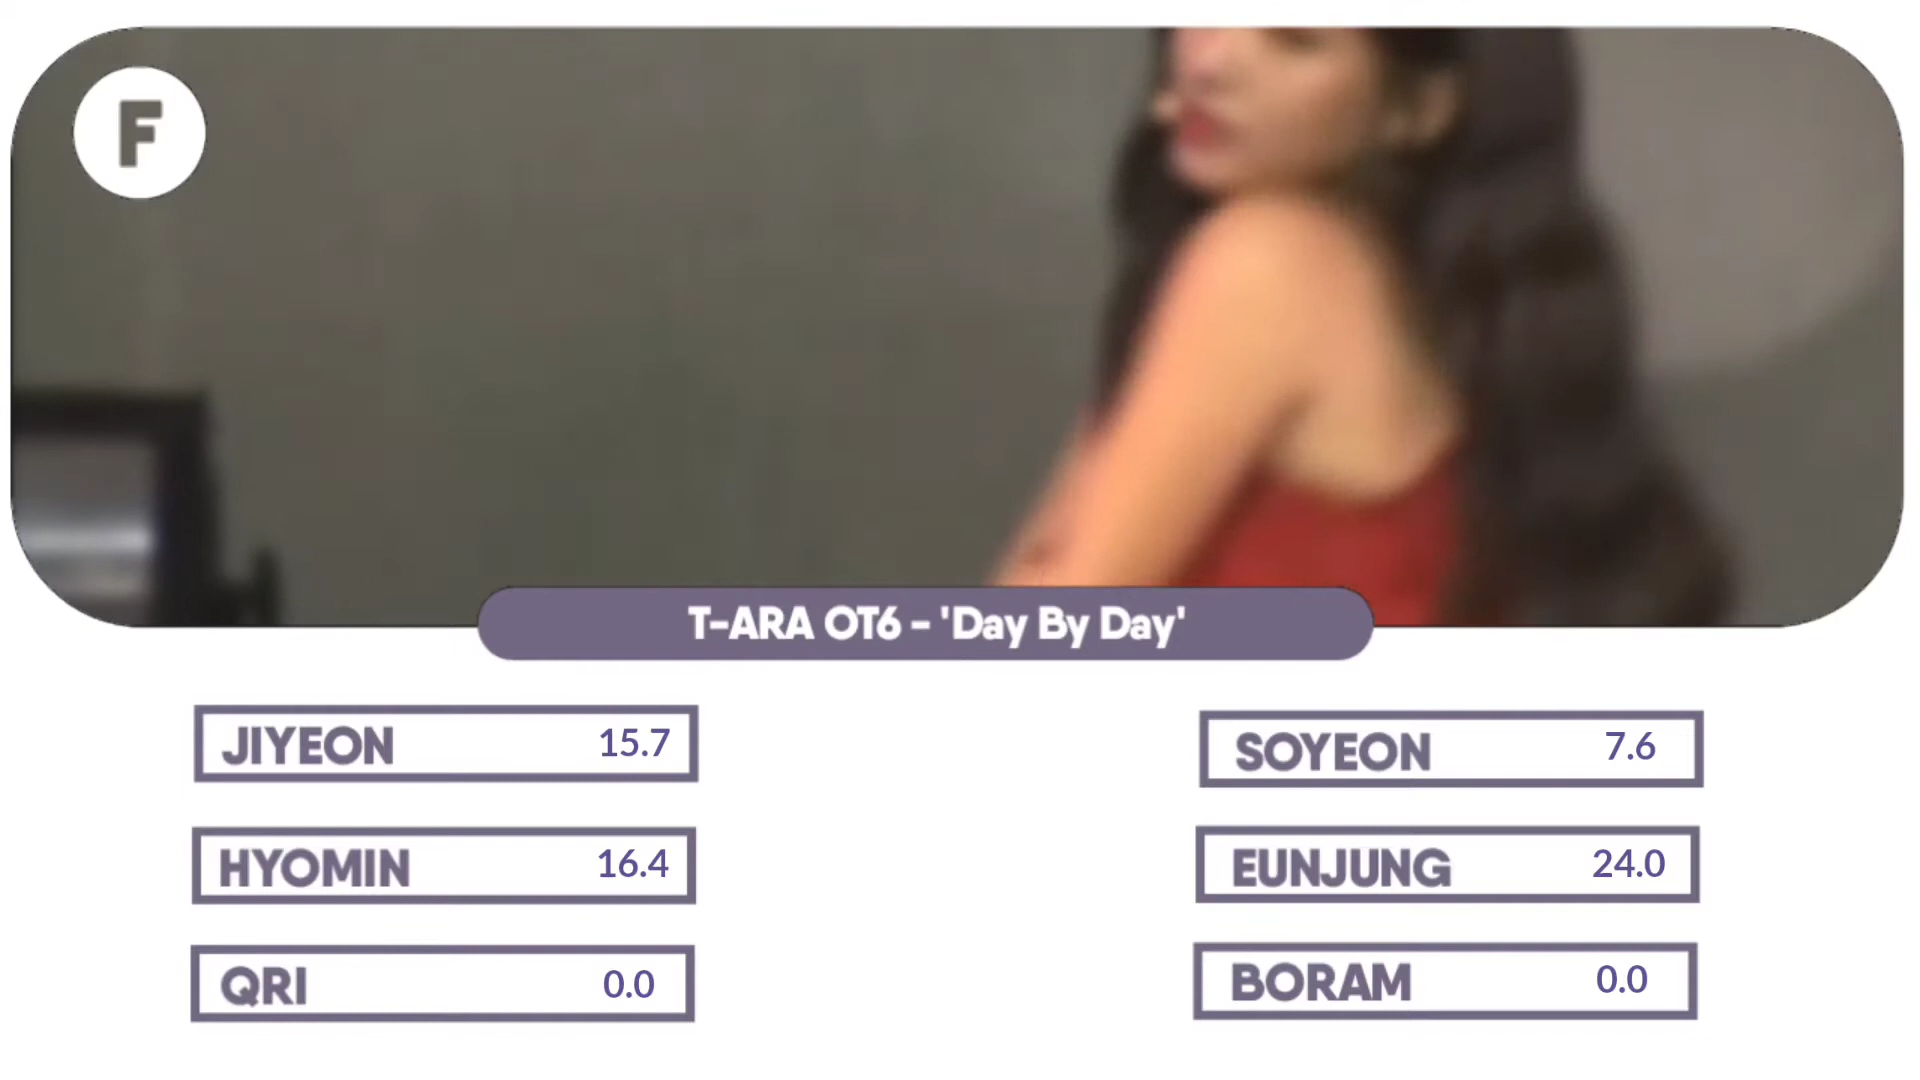 F
T-ARA OT6 - 'Day By Day'
JIYEON 15.7
SOYEON 7.6
HYOMIN 16.4
EUNJUNG 24.0
QRI 0.0
BORAM 0.0